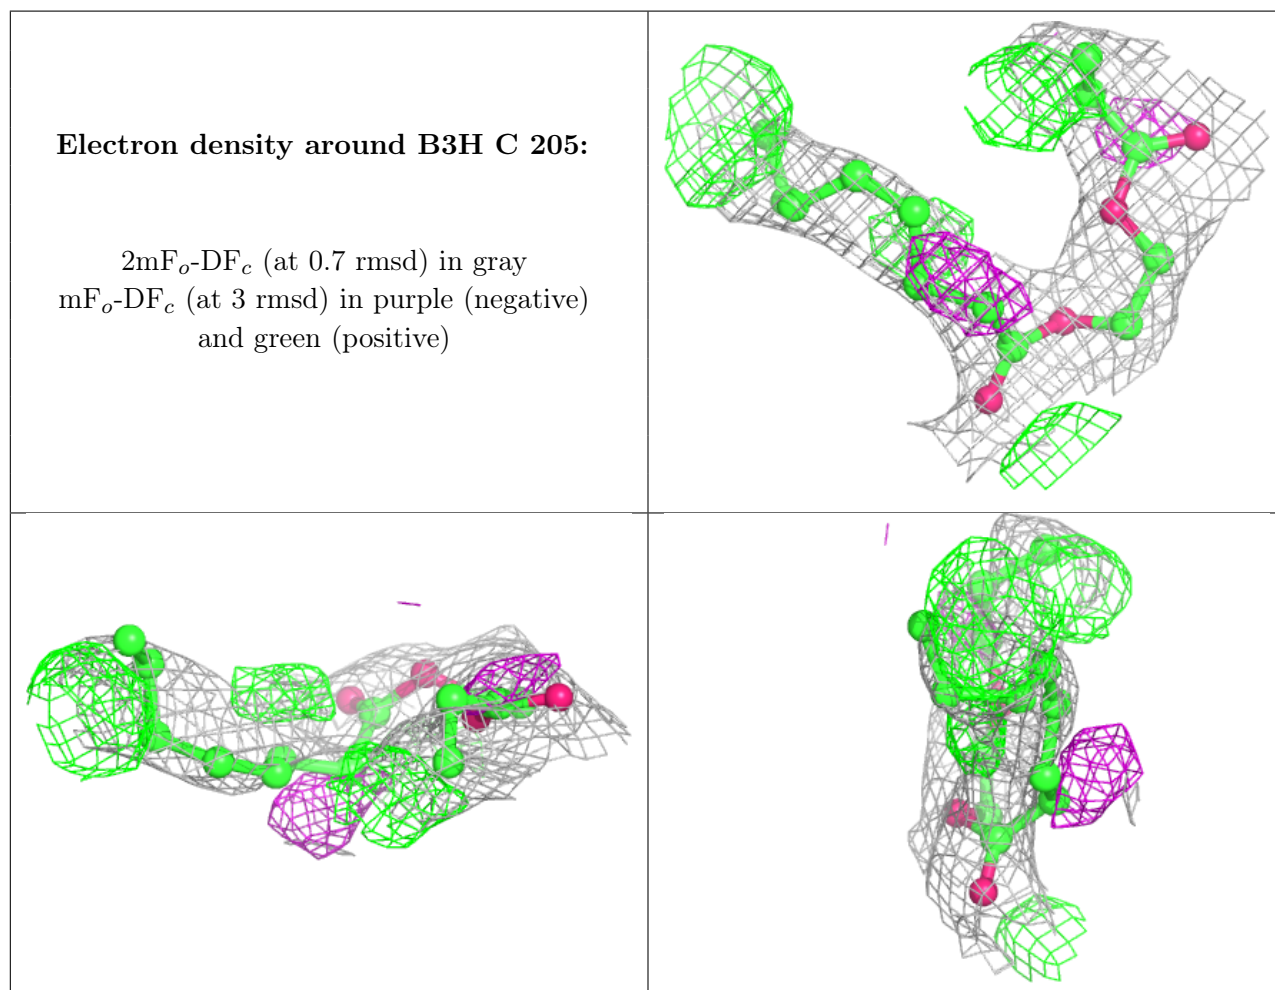 Electron density around B3H C 205:
2mFₒ-DF𝒸 (at 0.7 rmsd) in gray
mFₒ-DF𝒸 (at 3 rmsd) in purple (negative)
and green (positive)